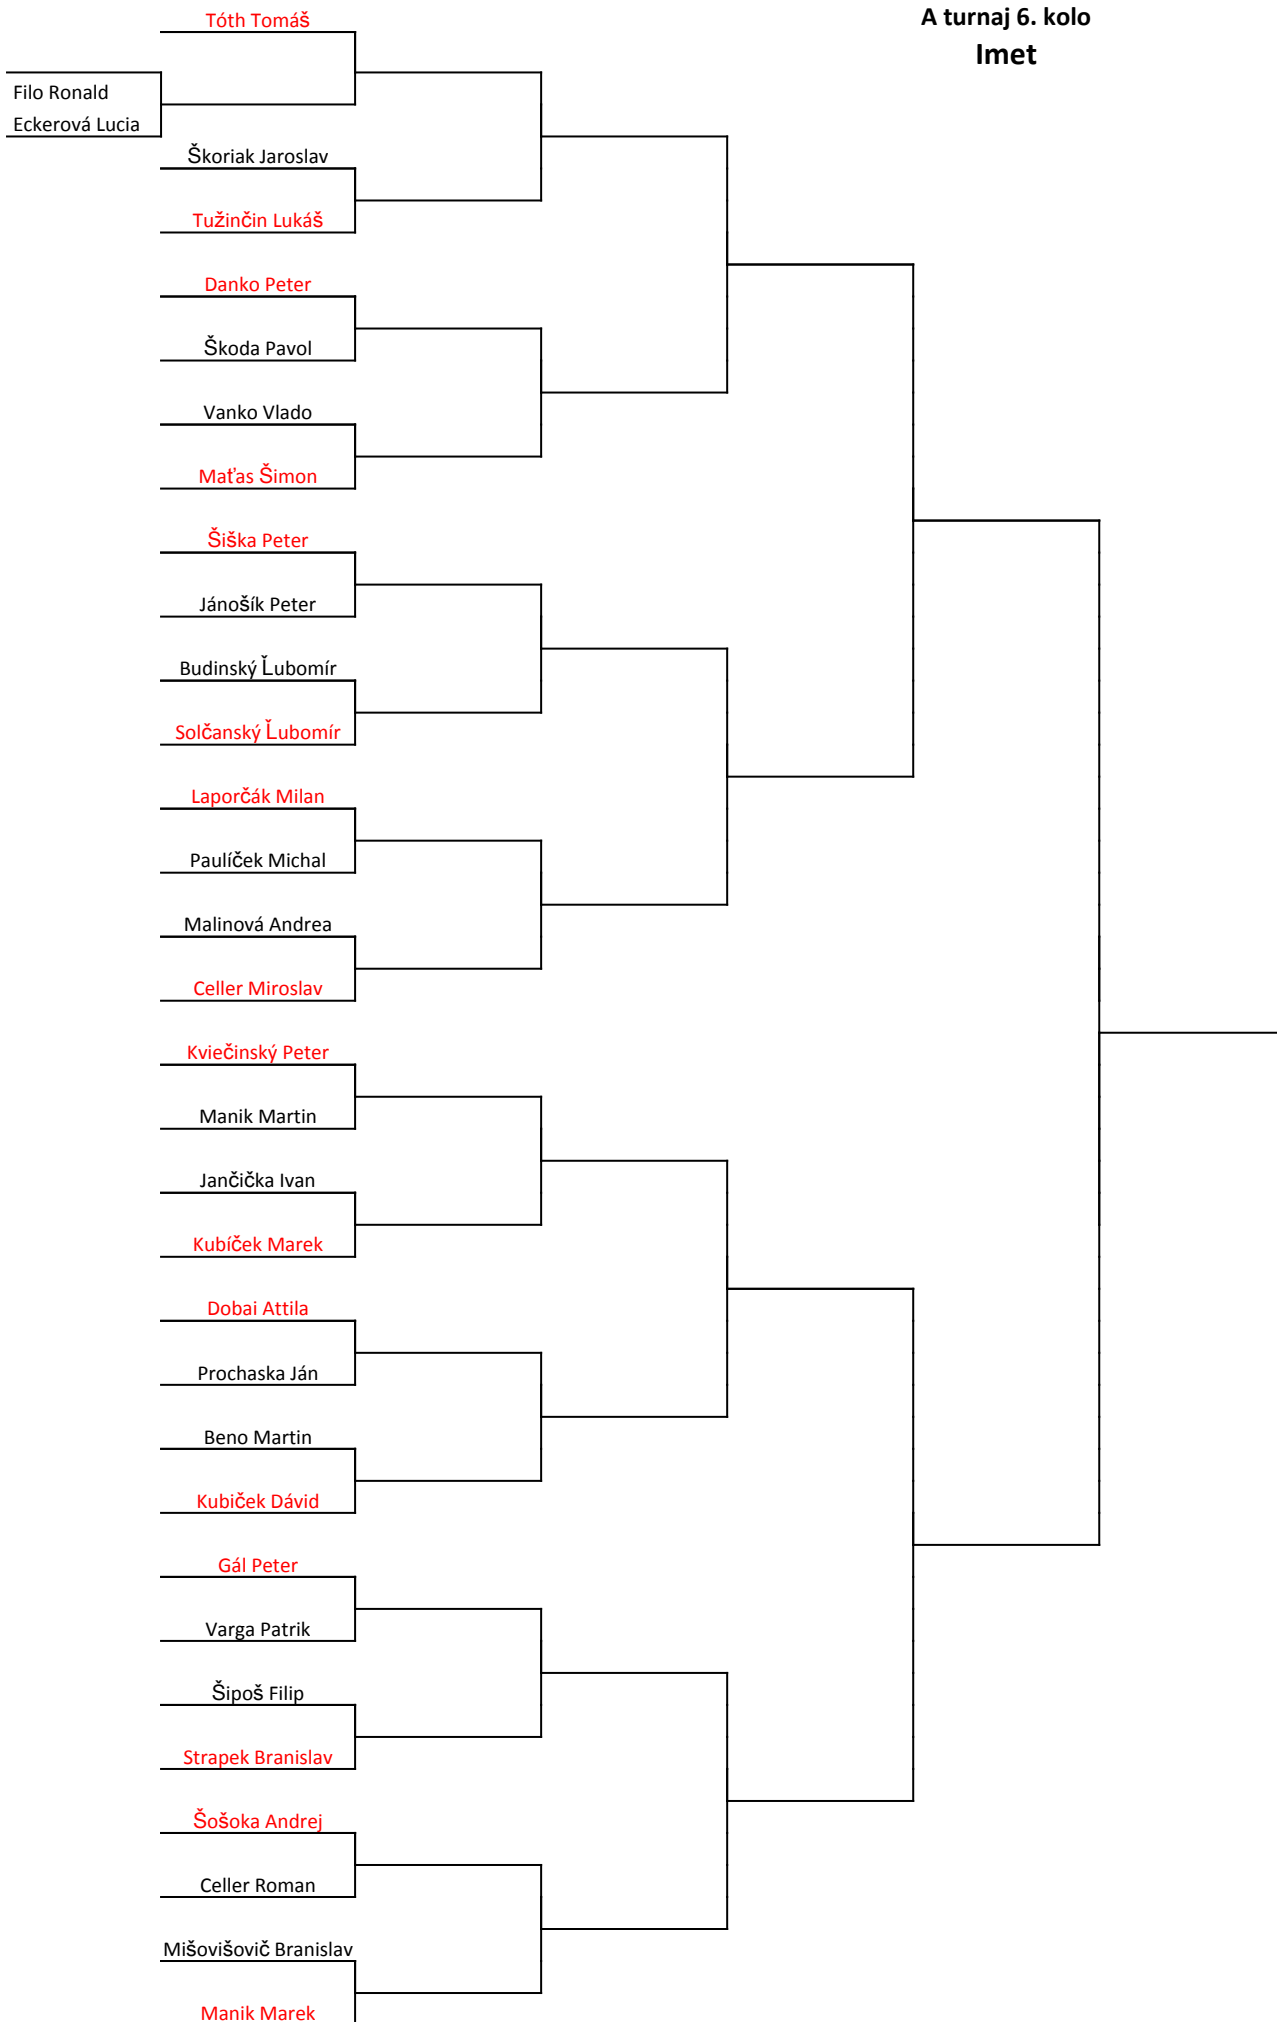 A turnaj 6. kolo
Imet
Tóth Tomáš
Filo Ronald
Eckerová Lucia
Škoriak Jaroslav
Tužinčin Lukáš
Danko Peter
Škoda Pavol
Vanko Vlado
Maťas Šimon
Šiška Peter
Jánošík Peter
Budinský Ľubomír
Solčanský Ľubomír
Laporčák Milan
Paulíček Michal
Malinová Andrea
Celler Miroslav
Kviečinský Peter
Manik Martin
Jančička Ivan
Kubíček Marek
Dobai Attila
Prochaska Ján
Beno Martin
Kubiček Dávid
Gál Peter
Varga Patrik
Šipoš Filip
Strapek Branislav
Šošoka Andrej
Celler Roman
Mišovišovič Branislav
Manik Marek